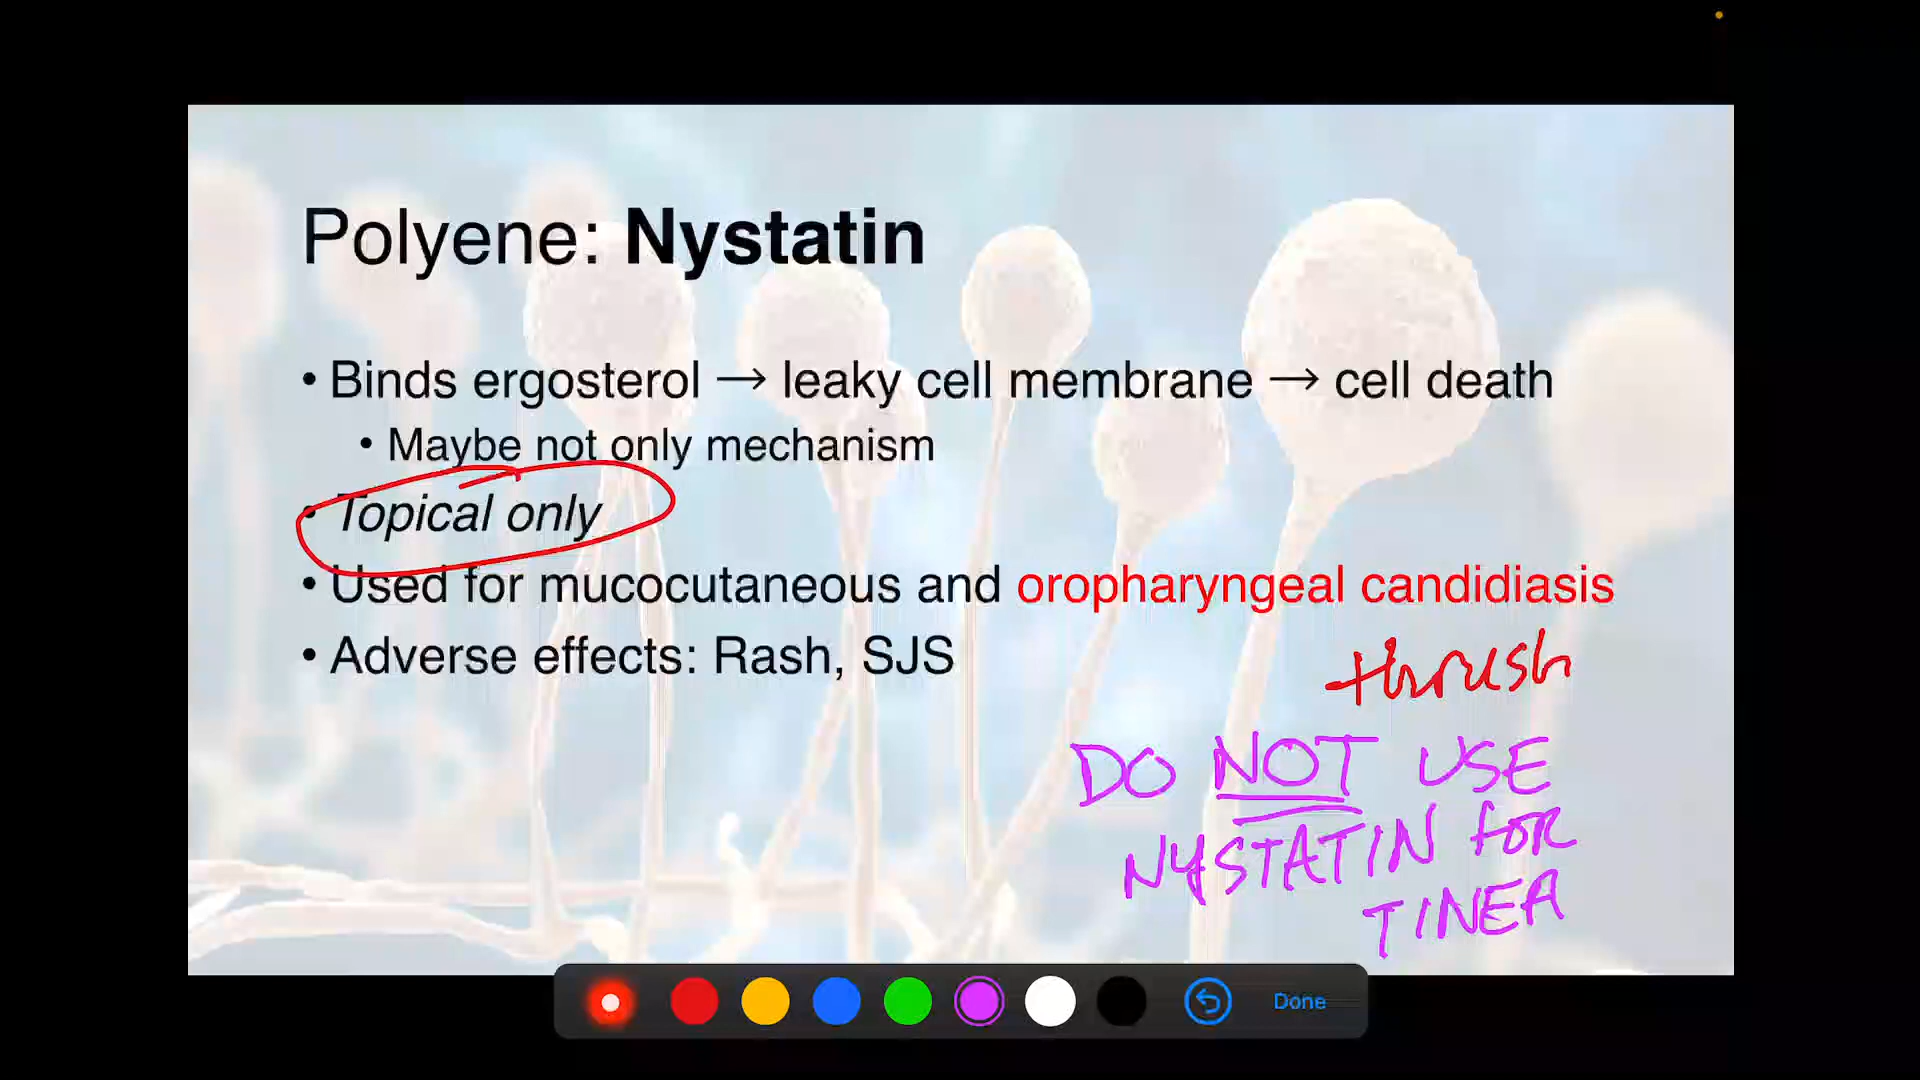 Polyene: Nystatin
• Binds ergosterol → leaky cell membrane → cell death
• Maybe not only mechanism
• Topical only
• Used for mucocutaneous and oropharyngeal candidiasis
• Adverse effects: Rash, SJS
thrush
DO NOT USE
NYSTATIN FOR
TINEA
Done